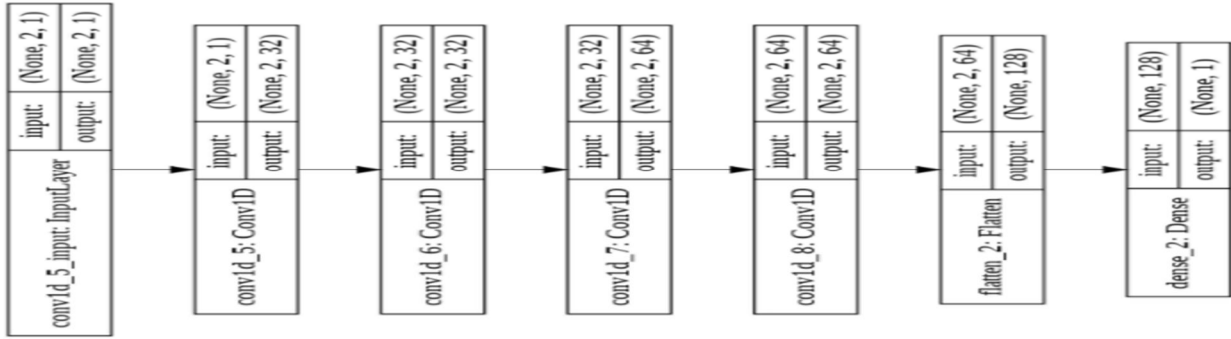 conv1d_5_input: InputLayer
input:
(None, 2, 1)
output:
(None, 2, 1)
conv1d_5: Conv1D
input:
(None, 2, 1)
output:
(None, 2, 32)
conv1d_6: Conv1D
input:
(None, 2, 32)
output:
(None, 2, 32)
conv1d_7: Conv1D
input:
(None, 2, 32)
output:
(None, 2, 64)
conv1d_8: Conv1D
input:
(None, 2, 64)
output:
(None, 2, 64)
flatten_2: Flatten
input:
(None, 2, 64)
output:
(None, 128)
dense_2: Dense
input:
(None, 128)
output:
(None, 1)